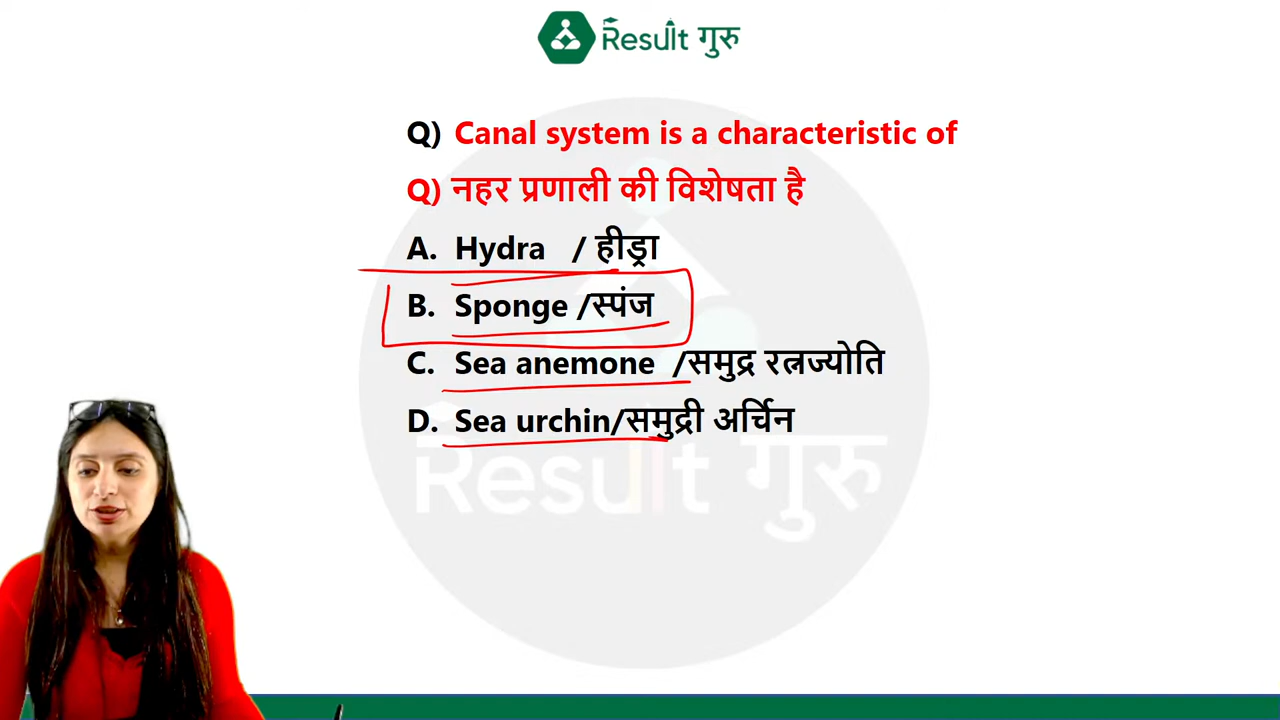 Result गुरु
Q) Canal system is a characteristic of
Q) नहर प्रणाली की विशेषता है
A. Hydra / हीड्रा
B. Sponge /स्पंज
C. Sea anemone /समुद्र रत्नज्योति
D. Sea urchin/समुद्री अर्चिन
Result गुरु